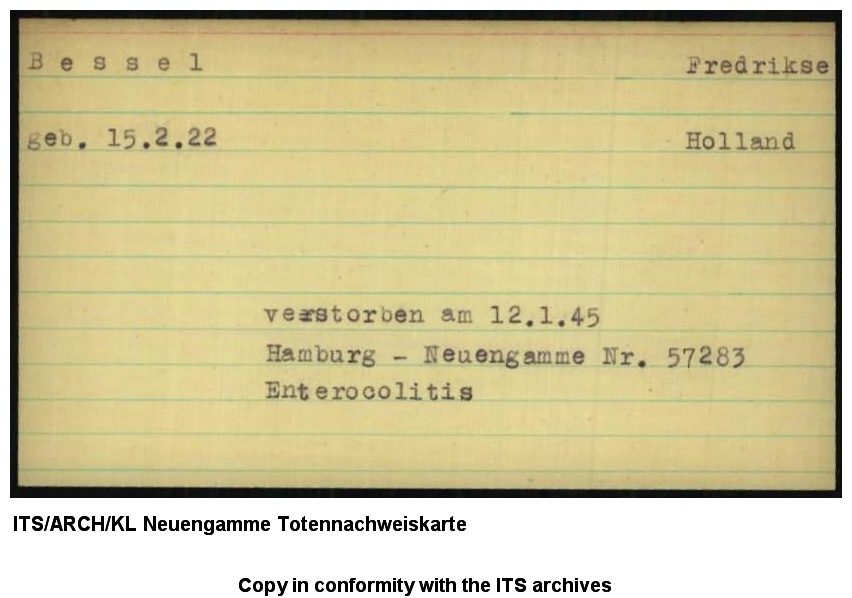 Bessel Fredrikse
geb. 15.2.22 Holland
verstorben am 12.1.45
Hamburg - Neuengamme Nr. 57283
Enterocolitis
ITS/ARCH/KL Neuengamme Totennachweiskarte
Copy in conformity with the ITS archives